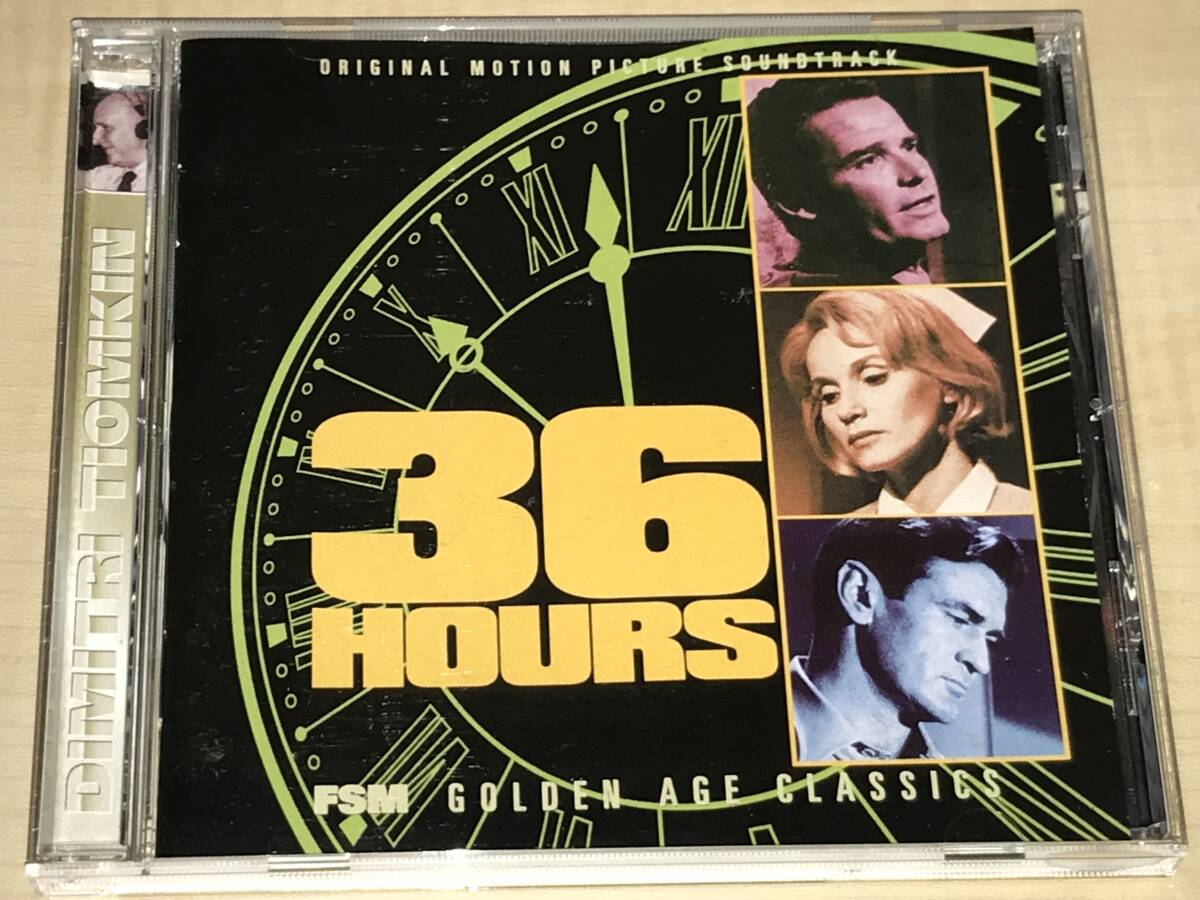 ORIGINAL MOTION PICTURE SOUNDTRACK
DIMITRI TIOMKIN
XII
XI
X
36
HOURS
FSM GOLDEN AGE CLASSICS